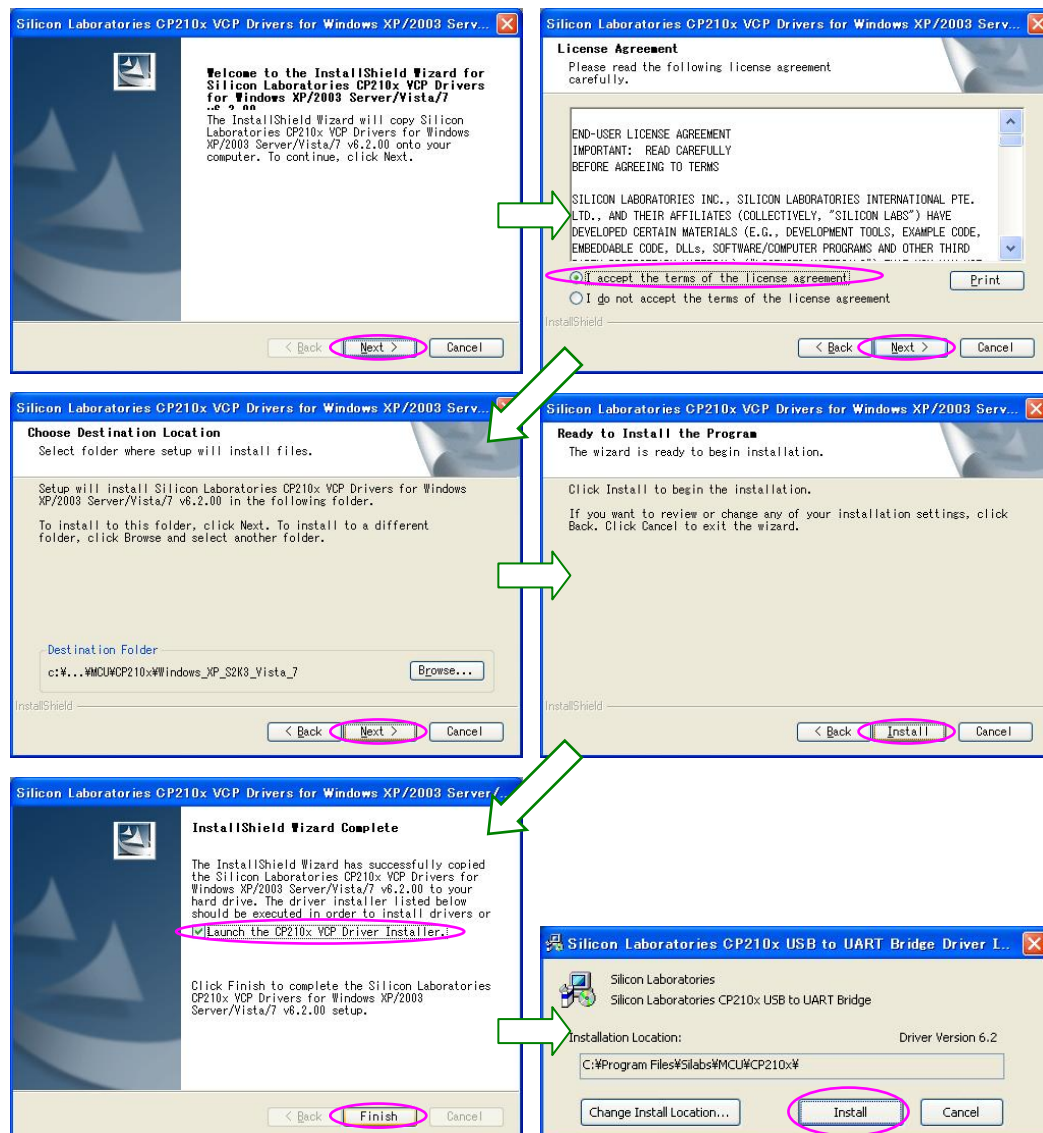 Silicon Laboratories CP210x VCP Drivers for Windows XP/2003 Serv...
Welcome to the InstallShield Wizard for
Silicon Laboratories CP210x VCP Drivers
for Windows XP/2003 Server/Vista/7
v6.2.00
The InstallShield Wizard will copy Silicon
Laboratories CP210x VCP Drivers for Windows
XP/2003 Server/Vista/7 v6.2.00 onto your
computer. To continue, click Next.
< Back
Next >
Cancel
Silicon Laboratories CP210x VCP Drivers for Windows XP/2003 Serv...
License Agreement
Please read the following license agreement
carefully.
END-USER LICENSE AGREEMENT
IMPORTANT: READ CAREFULLY
BEFORE AGREEING TO TERMS
SILICON LABORATORIES INC., SILICON LABORATORIES INTERNATIONAL PTE.
LTD., AND THEIR AFFILIATES (COLLECTIVELY, "SILICON LABS") HAVE
DEVELOPED CERTAIN MATERIALS (E.G., DEVELOPMENT TOOLS, EXAMPLE CODE,
EMBEDDABLE CODE, DLLs, SOFTWARE/COMPUTER PROGRAMS AND OTHER THIRD
I accept the terms of the license agreement
Print
I do not accept the terms of the license agreement
InstallShield
< Back
Next >
Cancel
Silicon Laboratories CP210x VCP Drivers for Windows XP/2003 Serv...
Choose Destination Location
Select folder where setup will install files.
Setup will install Silicon Laboratories CP210x VCP Drivers for Windows
XP/2003 Server/Vista/7 v6.2.00 in the following folder.
To install to this folder, click Next. To install to a different
folder, click Browse and select another folder.
Destination Folder
c:¥...¥MCU¥CP210x¥Windows_XP_S2K3_Vista_7
Browse...
InstallShield
< Back
Next >
Cancel
Silicon Laboratories CP210x VCP Drivers for Windows XP/2003 Serv...
Ready to Install the Program
The wizard is ready to begin installation.
Click Install to begin the installation.
If you want to review or change any of your installation settings, click
Back. Click Cancel to exit the wizard.
InstallShield
< Back
Install
Cancel
Silicon Laboratories CP210x VCP Drivers for Windows XP/2003 Server/...
InstallShield Wizard Complete
The InstallShield Wizard has successfully copied
the Silicon Laboratories CP210x VCP Drivers for
Windows XP/2003 Server/Vista/7 v6.2.00 to your
hard drive. The driver installer listed below
should be executed in order to install drivers or
Launch the CP210x VCP Driver Installer.
Click Finish to complete the Silicon Laboratories
CP210x VCP Drivers for Windows XP/2003
Server/Vista/7 v6.2.00 setup.
< Back
Finish
Cancel
Silicon Laboratories CP210x USB to UART Bridge Driver I...
Silicon Laboratories
Silicon Laboratories CP210x USB to UART Bridge
Installation Location:
Driver Version 6.2
C:¥Program Files¥Silabs¥MCU¥CP210x¥
Change Install Location...
Install
Cancel